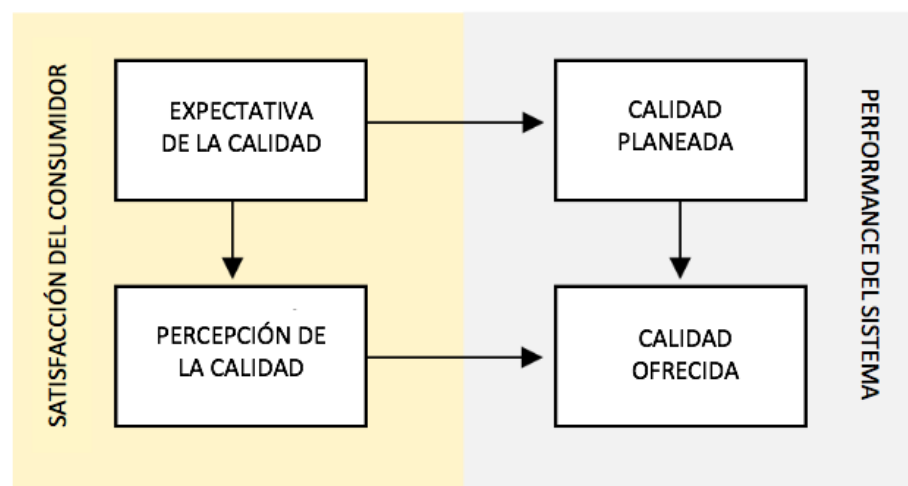 SATISFACCIÓN DEL CONSUMIDOR
EXPECTATIVA
DE LA CALIDAD
CALIDAD
PLANEADA
PERCEPCIÓN DE
LA CALIDAD
CALIDAD
OFRECIDA
PERFORMANCE DEL SISTEMA